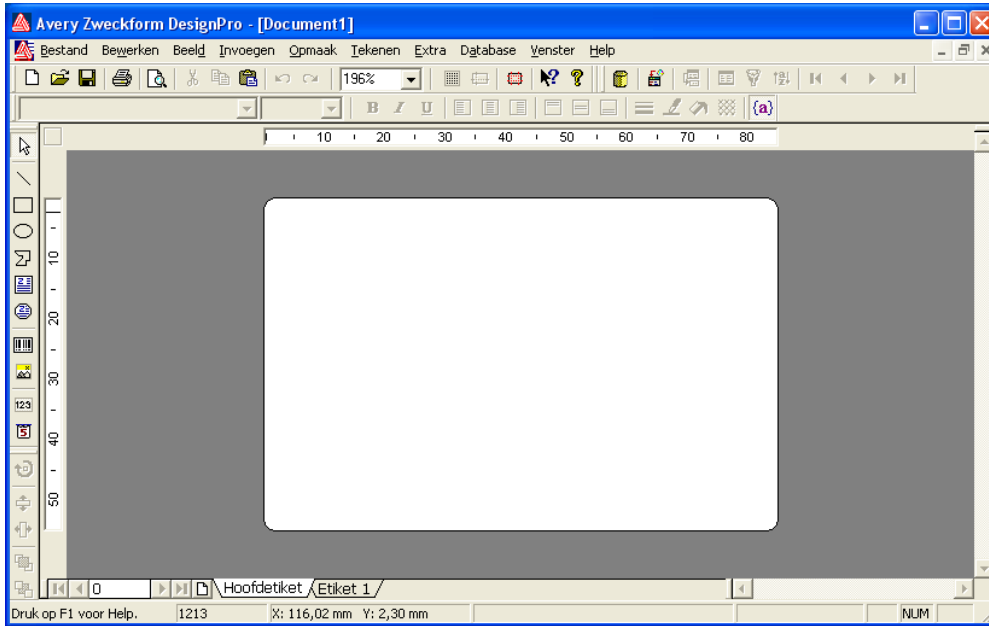 Avery Zweckform DesignPro - [Document1]
Bestand Bewerken Beeld Invoegen Opmaak Tekenen Extra Database Venster Help
196%
B I U {a}
10 20 30 40 50 60 70 80
10
20
30
40
50
123
5
0 Hoofdetiket Etiket 1
Druk op F1 voor Help. 1213 X: 116,02 mm Y: 2,30 mm NUM